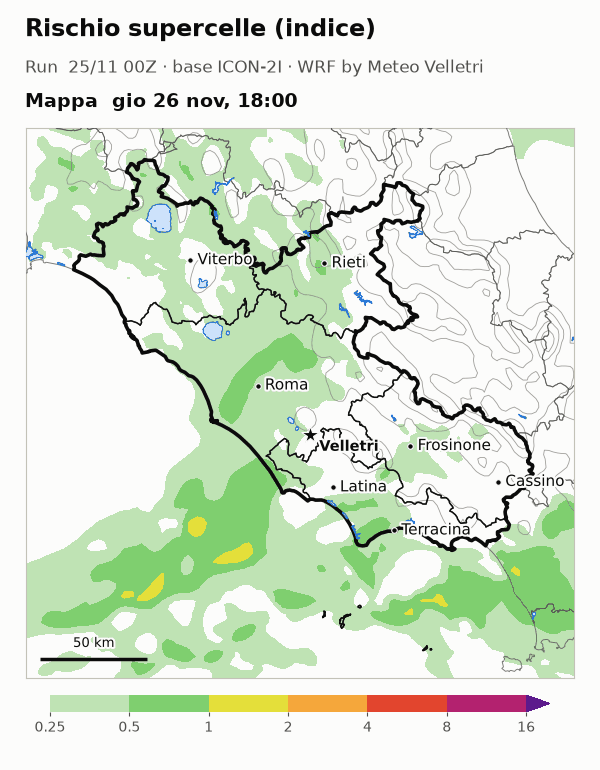 Rischio supercelle (indice)
Run 25/11 00Z · base ICON-2I · WRF by Meteo Velletri
Mappa gio 26 nov, 18:00
Viterbo
Rieti
Roma
Velletri
Frosinone
Latina
Cassino
Terracina
50 km
0.25 0.5 1 2 4 8 16